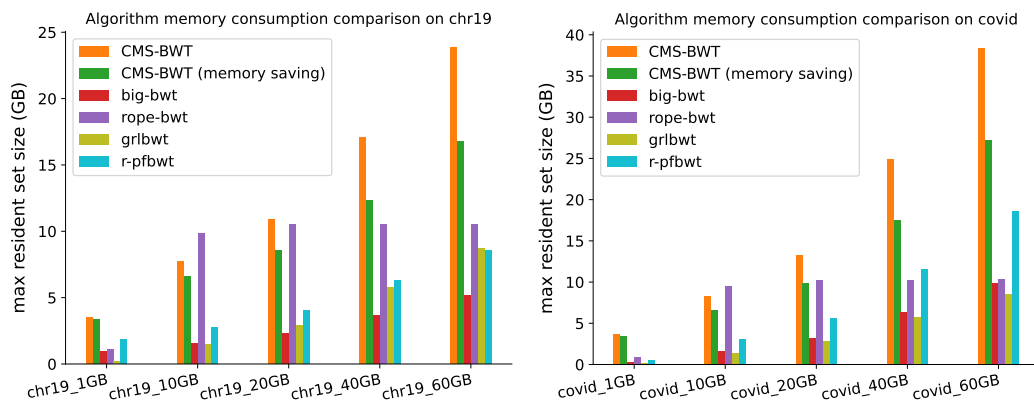 Algorithm memory consumption comparison on chr19
max resident set size (GB)
25
20
15
10
5
0
CMS-BWT
CMS-BWT (memory saving)
big-bwt
rope-bwt
grlbwt
r-pfbwt
chr19_1GB
chr19_10GB
chr19_20GB
chr19_40GB
chr19_60GB
Algorithm memory consumption comparison on covid
max resident set size (GB)
40
35
30
25
20
15
10
5
0
CMS-BWT
CMS-BWT (memory saving)
big-bwt
rope-bwt
grlbwt
r-pfbwt
covid_1GB
covid_10GB
covid_20GB
covid_40GB
covid_60GB